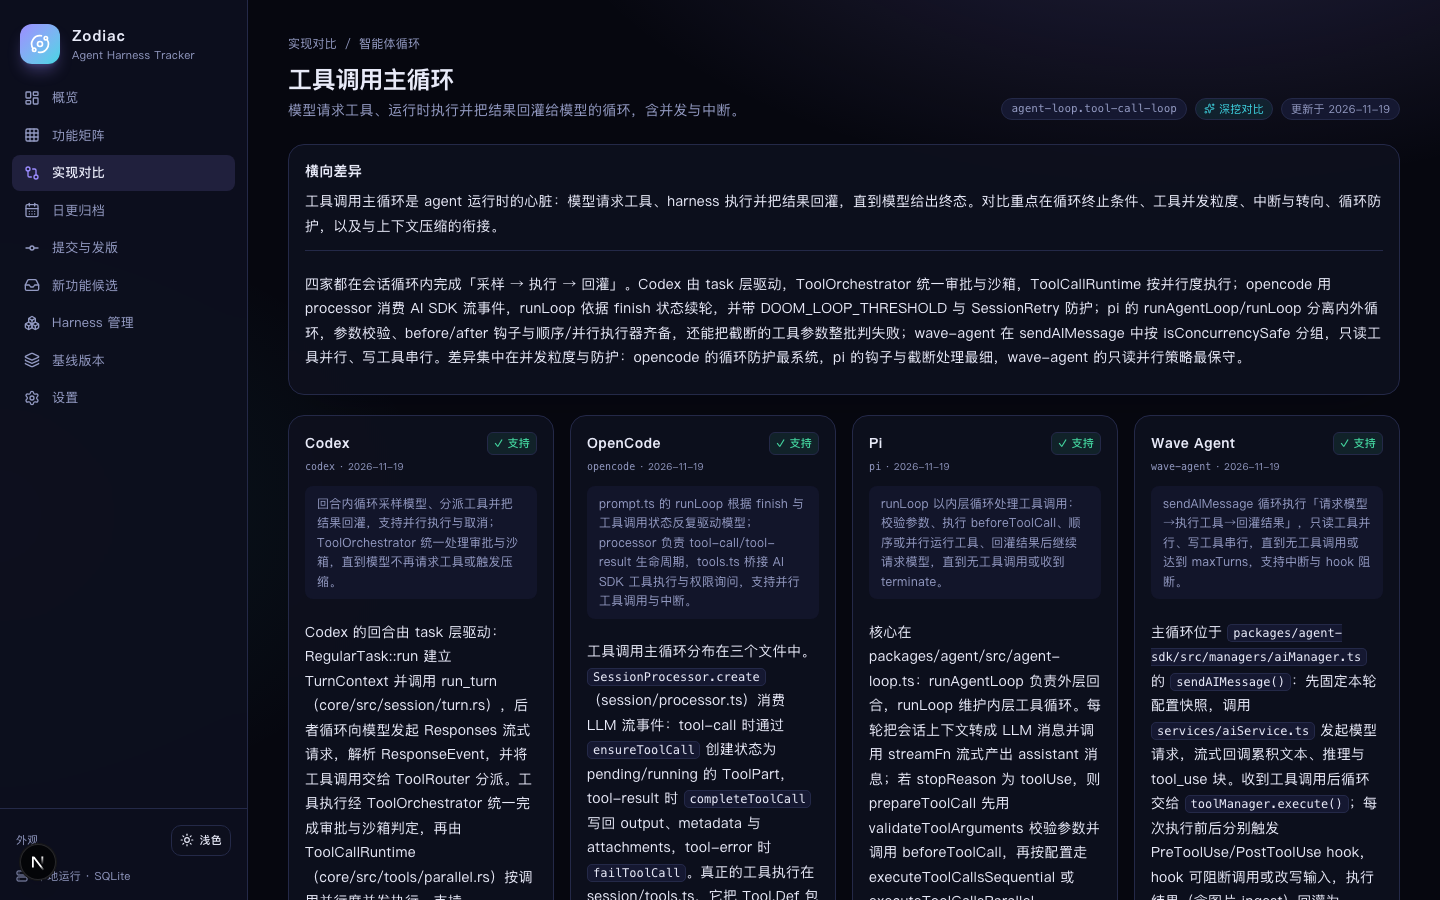 Zodiac
Agent Harness Tracker
概览
功能矩阵
实现对比
日更归档
提交与发版
新功能候选
Harness 管理
基线版本
设置
外观
浅色
N
地运行 · SQLite
实现对比 / 智能体循环
工具调用主循环
模型请求工具、运行时执行并把结果回灌给模型的循环，含并发与中断。
agent-loop.tool-call-loop
深挖对比
更新于 2026-11-19
横向差异
工具调用主循环是 agent 运行时的心脏：模型请求工具、harness 执行并把结果回灌，直到模型给出终态。对比重点在循环终止条件、工具并发粒度、中断与转向、循环防
护，以及与上下文压缩的衔接。
四家都在会话循环内完成「采样 → 执行 → 回灌」。Codex 由 task 层驱动，ToolOrchestrator 统一审批与沙箱，ToolCallRuntime 按并行度执行；opencode 用
processor 消费 AI SDK 流事件，runLoop 依据 finish 状态续轮，并带 DOOM_LOOP_THRESHOLD 与 SessionRetry 防护；pi 的 runAgentLoop/runLoop 分离内外循
环，参数校验、before/after 钩子与顺序/并行执行器齐备，还能把截断的工具参数整批判失败；wave-agent 在 sendAIMessage 中按 isConcurrencySafe 分组，只读工
具并行、写工具串行。差异集中在并发粒度与防护：opencode 的循环防护最系统，pi 的钩子与截断处理最细，wave-agent 的只读并行策略最保守。
Codex
支持
codex · 2026-11-19
回合内循环采样模型、分派工具并把
结果回灌，支持并行执行与取消；
ToolOrchestrator 统一处理审批与沙
箱，直到模型不再请求工具或触发压
缩。
Codex 的回合由 task 层驱动：
RegularTask::run 建立
TurnContext 并调用 run_turn
（core/src/session/turn.rs），后
者循环向模型发起 Responses 流式
请求，解析 ResponseEvent，并将
工具调用交给 ToolRouter 分派。工
具执行经 ToolOrchestrator 统一完
成审批与沙箱判定，再由
ToolCallRuntime
（core/src/tools/parallel.rs）按调
用并行度并发执行，支持
OpenCode
支持
opencode · 2026-11-19
prompt.ts 的 runLoop 根据 finish 与
工具调用状态反复驱动模型；
processor 负责 tool-call/tool-
result 生命周期，tools.ts 桥接 AI
SDK 工具执行与权限询问，支持并行
工具调用与中断。
工具调用主循环分布在三个文件中。
SessionProcessor.create
（session/processor.ts）消费
LLM 流事件：tool-call 时通过
ensureToolCall 创建状态为
pending/running 的 ToolPart，
tool-result 时 completeToolCall
写回 output、metadata 与
attachments，tool-error 时
failToolCall。真正的工具执行在
session/tools.ts，它把 Tool.Def 包
Pi
支持
pi · 2026-11-19
runLoop 以内层循环处理工具调用：
校验参数、执行 beforeToolCall、顺
序或并行运行工具、回灌结果后继续
请求模型，直到无工具调用或收到
terminate。
核心在
packages/agent/src/agent-
loop.ts：runAgentLoop 负责外层回
合，runLoop 维护内层工具循环。每
轮把会话上下文转成 LLM 消息并调
用 streamFn 流式产出 assistant 消
息；若 stopReason 为 toolUse，则
prepareToolCall 先用
validateToolArguments 校验参数并
调用 beforeToolCall，再按配置走
executeToolCallsSequential 或
executeToolCallsParallel
Wave Agent
支持
wave-agent · 2026-11-19
sendAIMessage 循环执行「请求模型
→执行工具→回灌结果」，只读工具并
行、写工具串行，直到无工具调用或
达到 maxTurns，支持中断与 hook 阻
断。
主循环位于 packages/agent-
sdk/src/managers/aiManager.ts
的 sendAIMessage()：先固定本轮
配置快照，调用
services/aiService.ts 发起模型
请求，流式回调累积文本、推理与
tool_use 块。收到工具调用后循环
交给 toolManager.execute()；每
次执行前后分别触发
PreToolUse/PostToolUse hook，
hook 可阻断调用或改写输入，执行
结果（含图片 ingest）回灌为